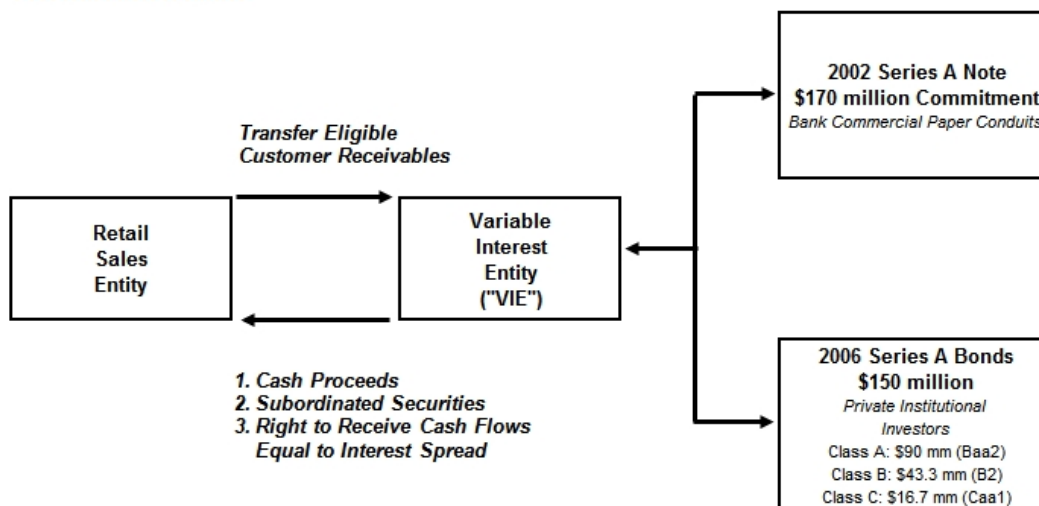 Transfer Eligible
Customer Receivables
Retail
Sales
Entity
Variable
Interest
Entity
("VIE")
1. Cash Proceeds
2. Subordinated Securities
3. Right to Receive Cash Flows
Equal to Interest Spread
2002 Series A Note
$170 million Commitment
Bank Commercial Paper Conduits
2006 Series A Bonds
$150 million
Private Institutional
Investors
Class A: $90 mm (Baa2)
Class B: $43.3 mm (B2)
Class C: $16.7 mm (Caa1)